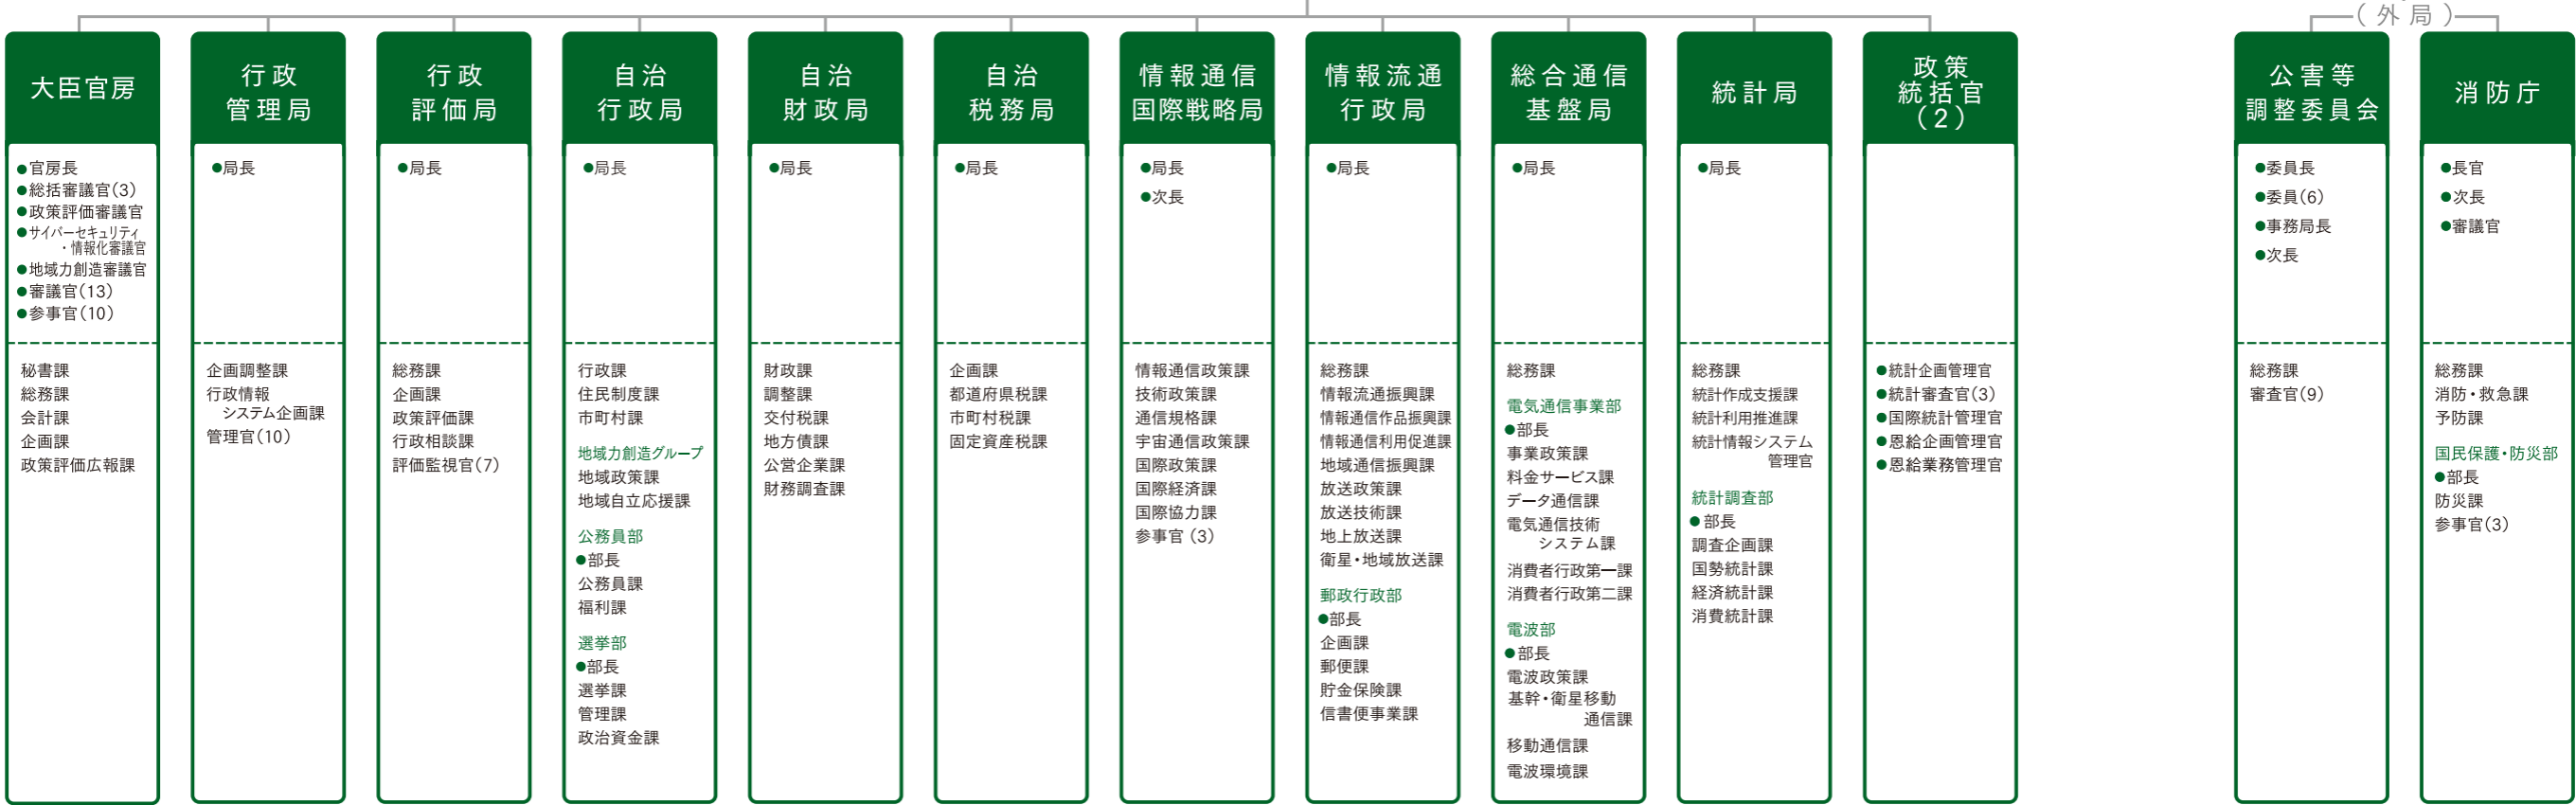 大臣官房
●官房長
●総括審議官(3)
●政策評価審議官
●サイバーセキュリティ
・情報化審議官
●地域力創造審議官
●審議官(13)
●参事官(10)
秘書課
総務課
会計課
企画課
政策評価広報課
行政
管理局
●局長
企画調整課
行政情報
システム企画課
管理官(10)
行政
評価局
●局長
総務課
企画課
政策評価課
行政相談課
評価監視官(7)
自治
行政局
●局長
行政課
住民制度課
市町村課
地域力創造グループ
地域政策課
地域自立応援課
公務員部
●部長
公務員課
福利課
選挙部
●部長
選挙課
管理課
政治資金課
自治
財政局
●局長
財政課
調整課
交付税課
地方債課
公営企業課
財務調査課
自治
税務局
●局長
企画課
都道府県税課
市町村税課
固定資産税課
情報通信
国際戦略局
●局長
●次長
情報通信政策課
技術政策課
通信規格課
宇宙通信政策課
国際政策課
国際経済課
国際協力課
参事官 (3)
情報流通
行政局
●局長
総務課
情報流通振興課
情報通信作品振興課
情報通信利用促進課
地域通信振興課
放送政策課
放送技術課
地上放送課
衛星・地域放送課
郵政行政部
●部長
企画課
郵便課
貯金保険課
信書便事業課
総合通信
基盤局
●局長
総務課
電気通信事業部
●部長
事業政策課
料金サービス課
データ通信課
電気通信技術
システム課
消費者行政第一課
消費者行政第二課
電波部
●部長
電波政策課
基幹・衛星移動
通信課
移動通信課
電波環境課
統計局
●局長
総務課
統計作成支援課
統計利用推進課
統計情報システム
管理官
統計調査部
●部長
調査企画課
国勢統計課
経済統計課
消費統計課
政策
統括官
(2)
●統計企画管理官
●統計審査官(3)
●国際統計管理官
●恩給企画管理官
●恩給業務管理官
(外局)
公害等
調整委員会
●委員長
●委員(6)
●事務局長
●次長
総務課
審査官(9)
消防庁
●長官
●次長
●審議官
総務課
消防・救急課
予防課
国民保護・防災部
●部長
防災課
参事官(3)